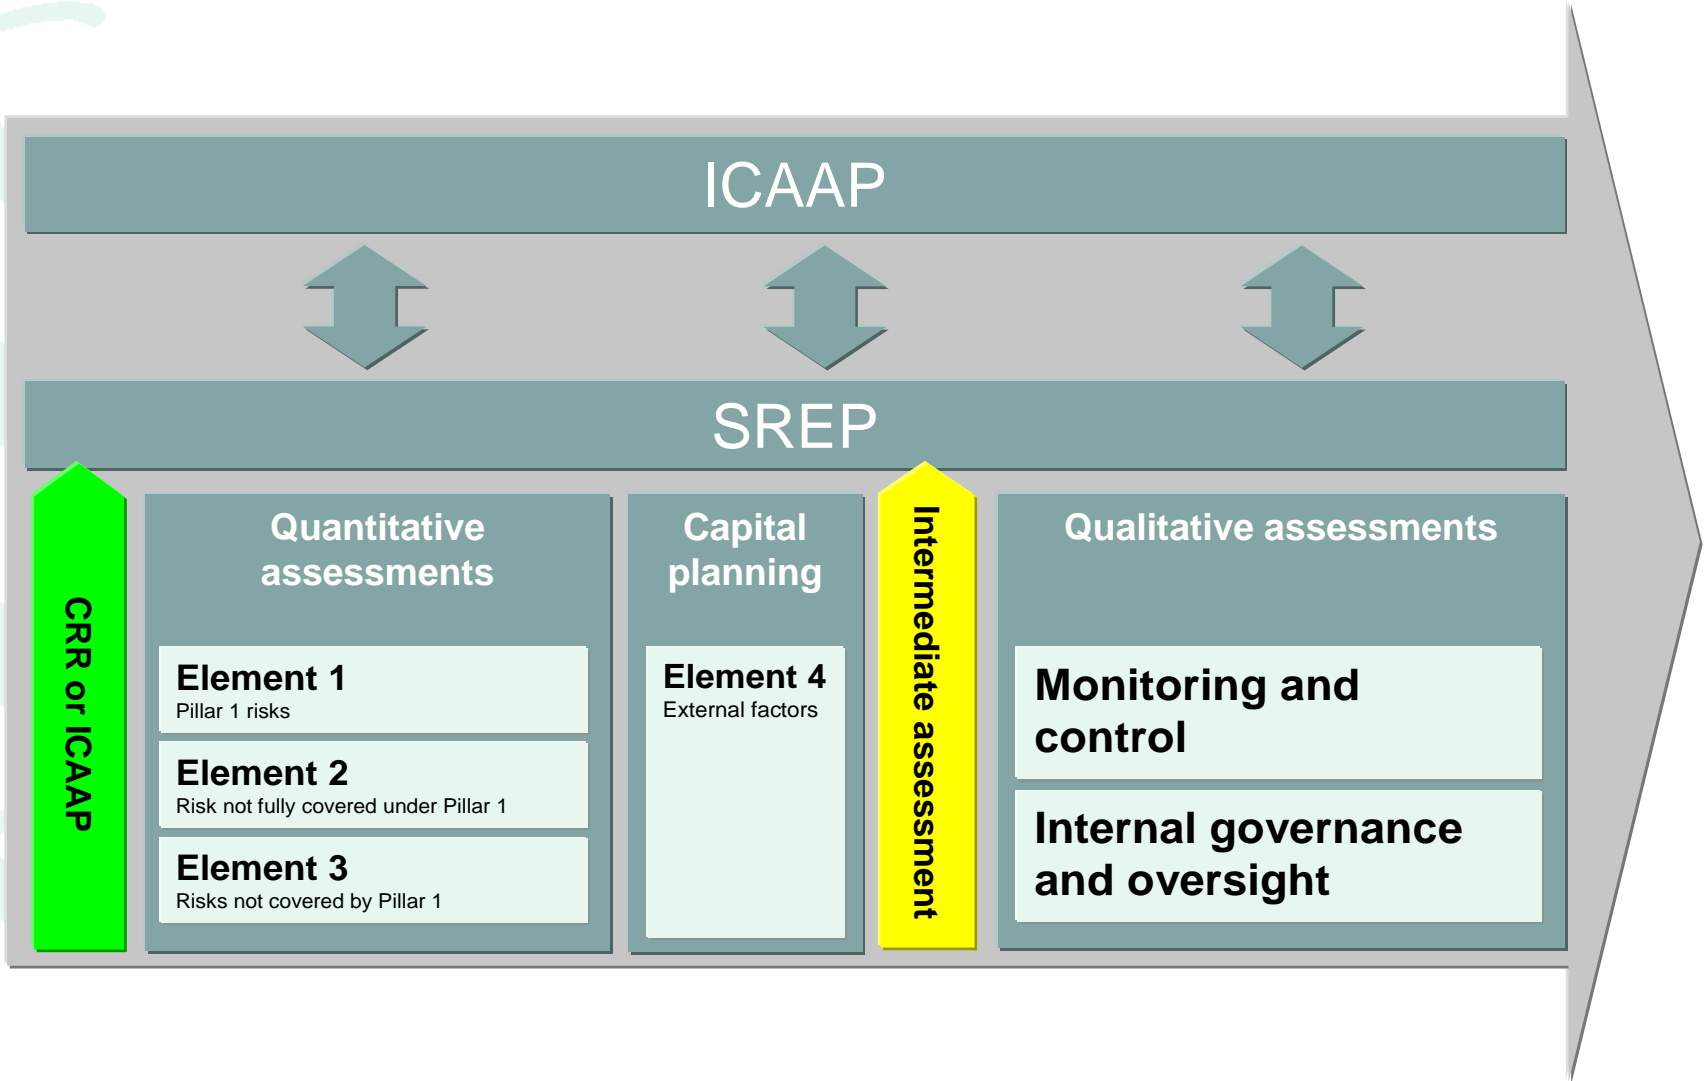 ICAAP
SREP
CRR or ICAAP
Quantitative
assessments
Element 1
Pillar 1 risks
Element 2
Risk not fully covered under Pillar 1
Element 3
Risks not covered by Pillar 1
Capital
planning
Element 4
External factors
Intermediate assessment
Qualitative assessments
Monitoring and
control
Internal governance
and oversight